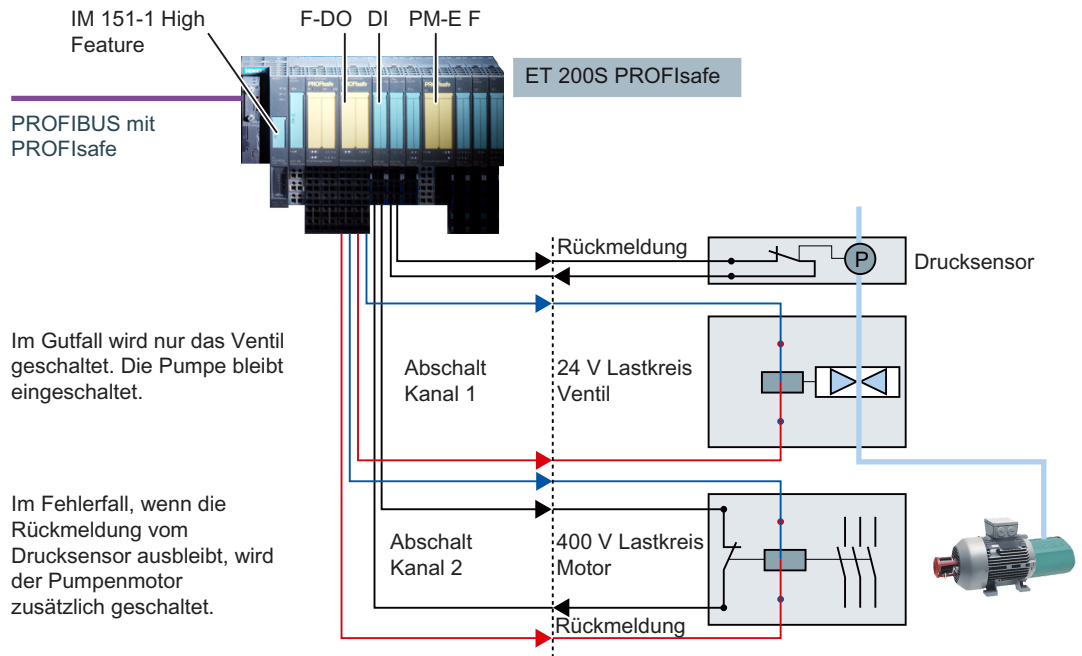 IM 151-1 High
Feature
F-DO
DI
PM-E F
ET 200S PROFIsafe
PROFIBUS mit
PROFIsafe
PROFIsafe
Rückmeldung
P
Drucksensor
Im Gutfall wird nur das Ventil
geschaltet. Die Pumpe bleibt
eingeschaltet.
Abschalt
Kanal 1
24 V Lastkreis
Ventil
Im Fehlerfall, wenn die
Rückmeldung vom
Drucksensor ausbleibt, wird
der Pumpenmotor
zusätzlich geschaltet.
Abschalt
Kanal 2
400 V Lastkreis
Motor
Rückmeldung